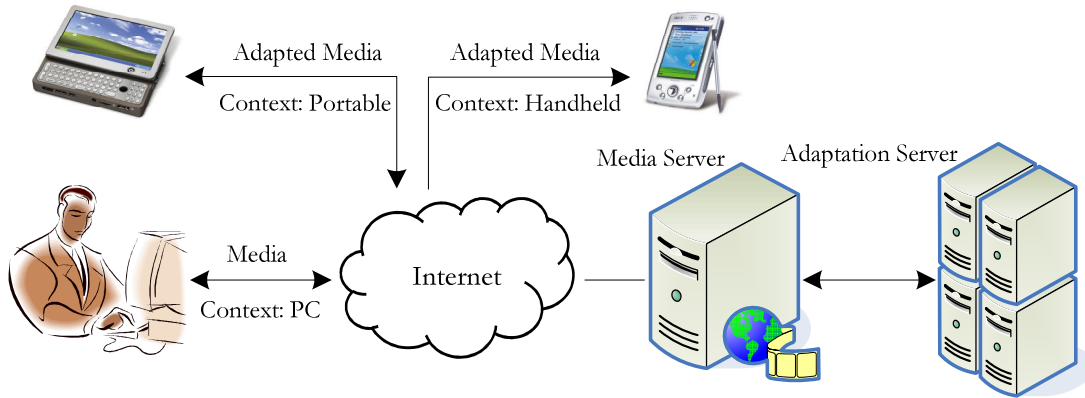 Adapted Media
Context: Portable
Adapted Media
Context: Handheld
Media Server
Adaptation Server
Media
Context: PC
Internet